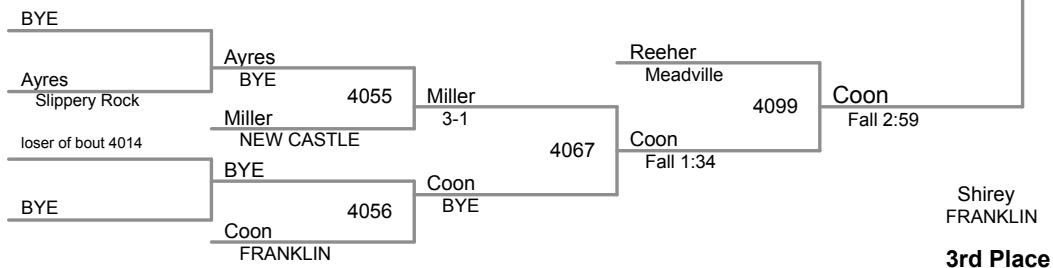 BYE
Ayres
Slippery Rock
loser of bout 4014
BYE
Ayres
BYE
4055
Miller
NEW CASTLE
BYE
4056
Coon
FRANKLIN
Miller
3-1
4067
Coon
BYE
Reeher
Meadville
4099
Coon
Fall 1:34
Coon
Fall 2:59
Shirey
FRANKLIN
3rd Place